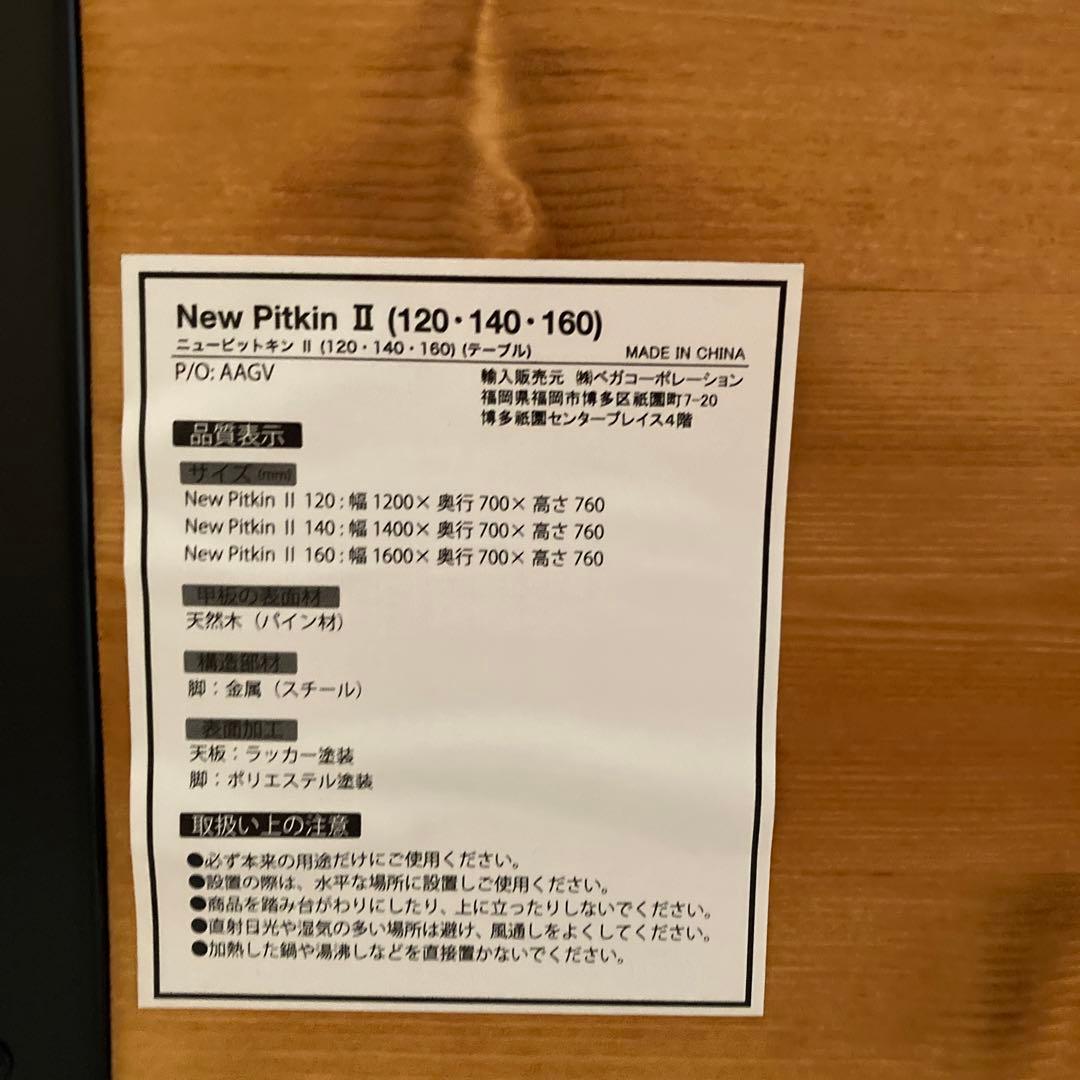 New Pitkin Ⅱ (120・140・160)
ニューピットキン Ⅱ (120・140・160) (テーブル)
MADE IN CHINA
P/O: AAGV
輸入販売元 ㈱ベガコーポレーション
福岡県福岡市博多区祇園町7-20
博多祇園センタープレイス4階
品質表示
サイズ(mm)
New Pitkin Ⅱ 120 : 幅 1200× 奥行 700× 高さ 760
New Pitkin Ⅱ 140 : 幅 1400× 奥行 700× 高さ 760
New Pitkin Ⅱ 160 : 幅 1600× 奥行 700× 高さ 760
甲板の表面材
天然木（パイン材）
構造部材
脚：金属（スチール）
表面加工
天板：ラッカー塗装
脚：ポリエステル塗装
取扱い上の注意
●必ず本来の用途だけにご使用ください。
●設置の際は、水平な場所に設置しご使用ください。
●商品を踏み台がわりにしたり、上に立ったりしないでください。
●直射日光や湿気の多い場所は避け、風通しをよくしてください。
●加熱した鍋や湯沸しなどを直接置かないでください。